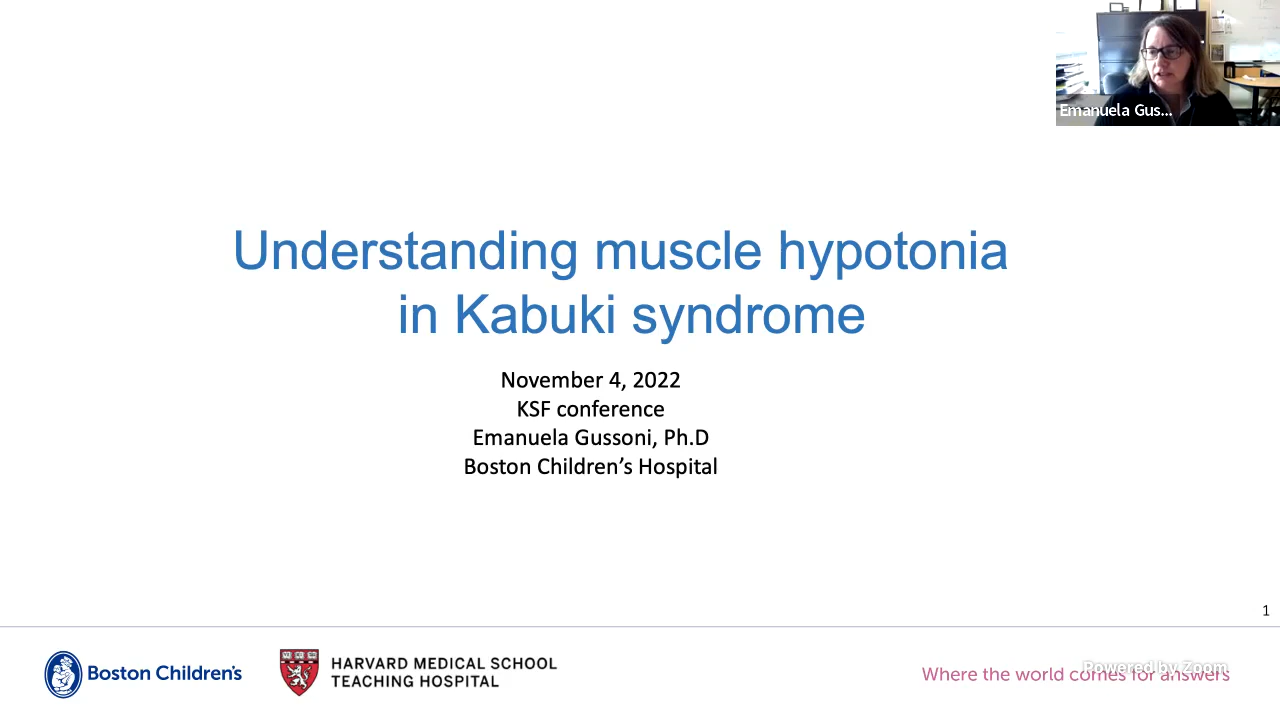 Emanuela Gus...
Understanding muscle hypotonia
in Kabuki syndrome
November 4, 2022
KSF conference
Emanuela Gussoni, Ph.D
Boston Children’s Hospital
1
Boston Children's
HARVARD MEDICAL SCHOOL
TEACHING HOSPITAL
Where the world comes for answers
Powered by Zoom